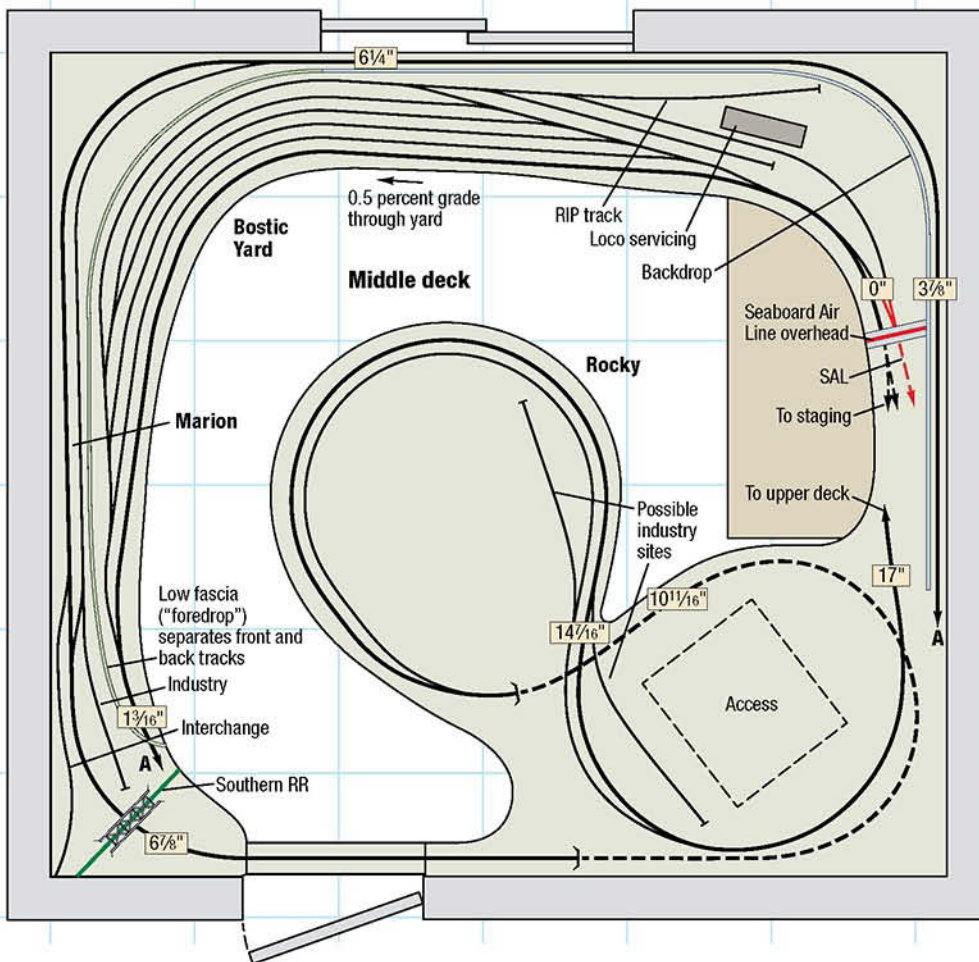 6¼"
0.5 percent grade
through yard
Bostic
Yard
RIP track
Loco servicing
Backdrop
Middle deck
0"
3⅞"
Seaboard Air
Line overhead
SAL
To staging
Rocky
Marion
To upper deck
Possible
industry
sites
17"
10¹¹⁄₁₆"
14⁷⁄₁₆"
A
Low fascia
("foredrop")
separates front and
back tracks
Industry
1³⁄₁₆"
Interchange
A
Access
Southern RR
6⅞"